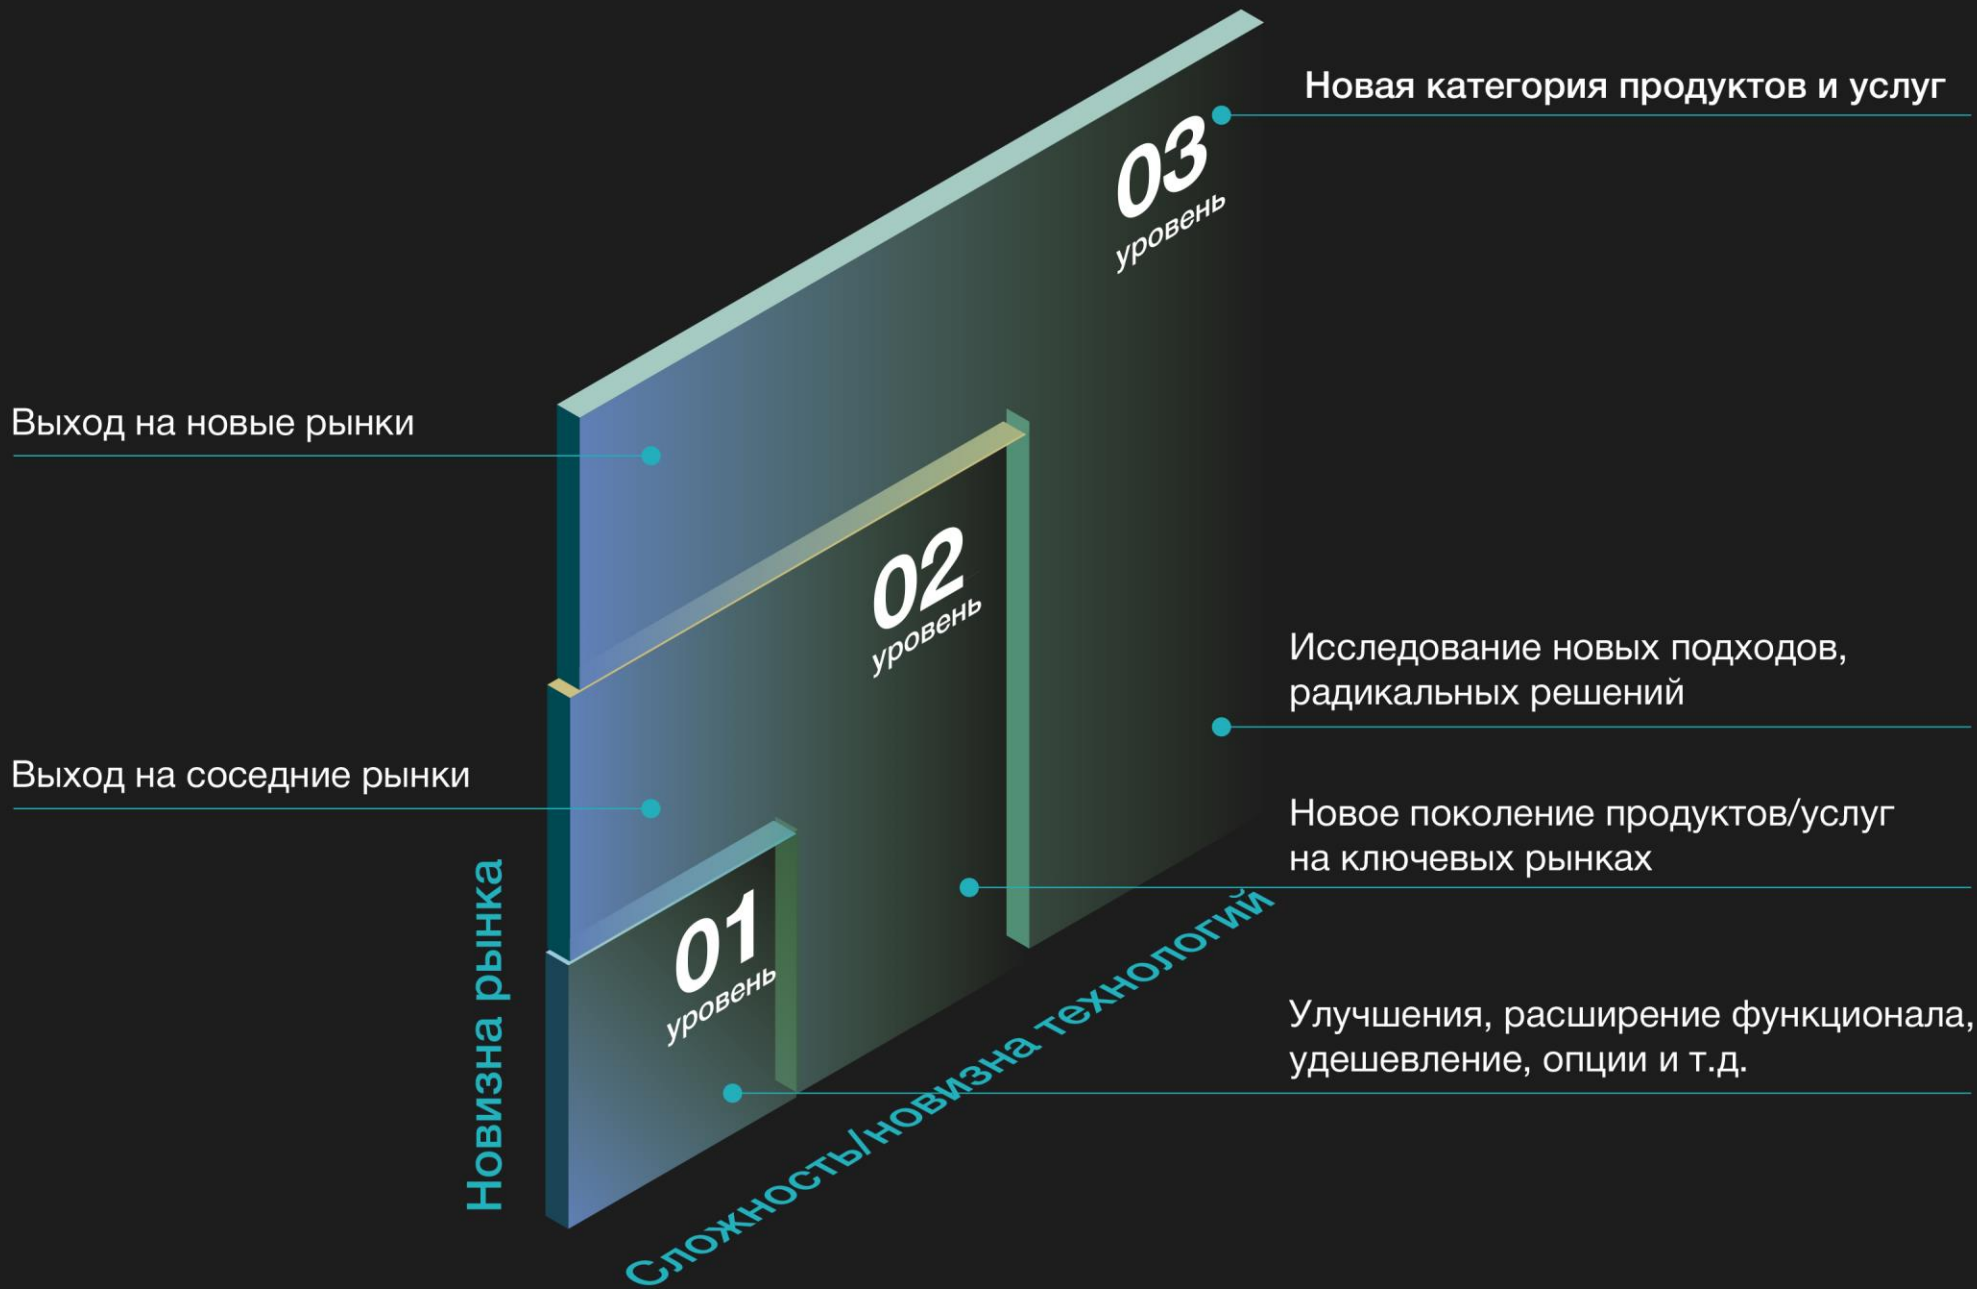 Новая категория продуктов и услуг
03
уровень
Выход на новые рынки
02
уровень
Исследование новых подходов,
радикальных решений
Выход на соседние рынки
Новое поколение продуктов/услуг
на ключевых рынках
01
уровень
Новизна рынка
Сложность/новизна технологий
Улучшения, расширение функционала,
удешевление, опции и т.д.